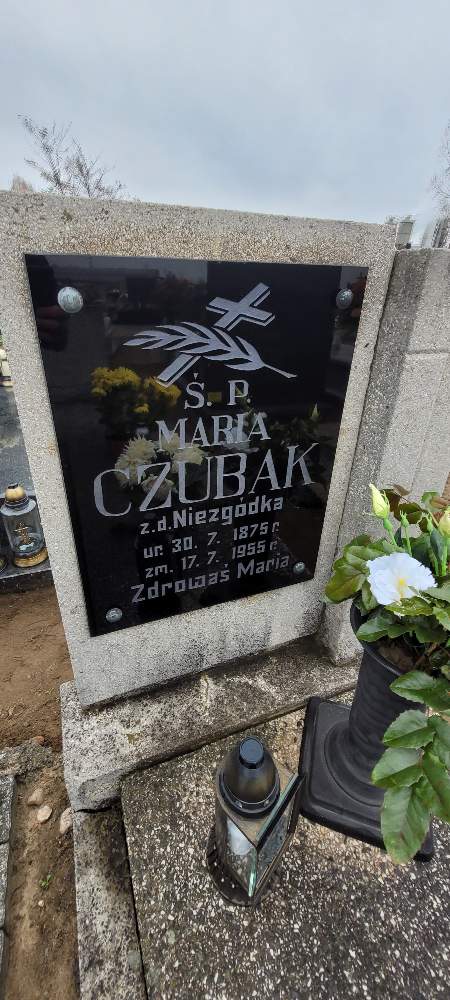 Ś. P.
MARIA
CZUBAK
z.d. Niezgódka
ur. 30. 7. 1875 r.
zm. 17. 7. 1955 r.
Zdrowaś Maria